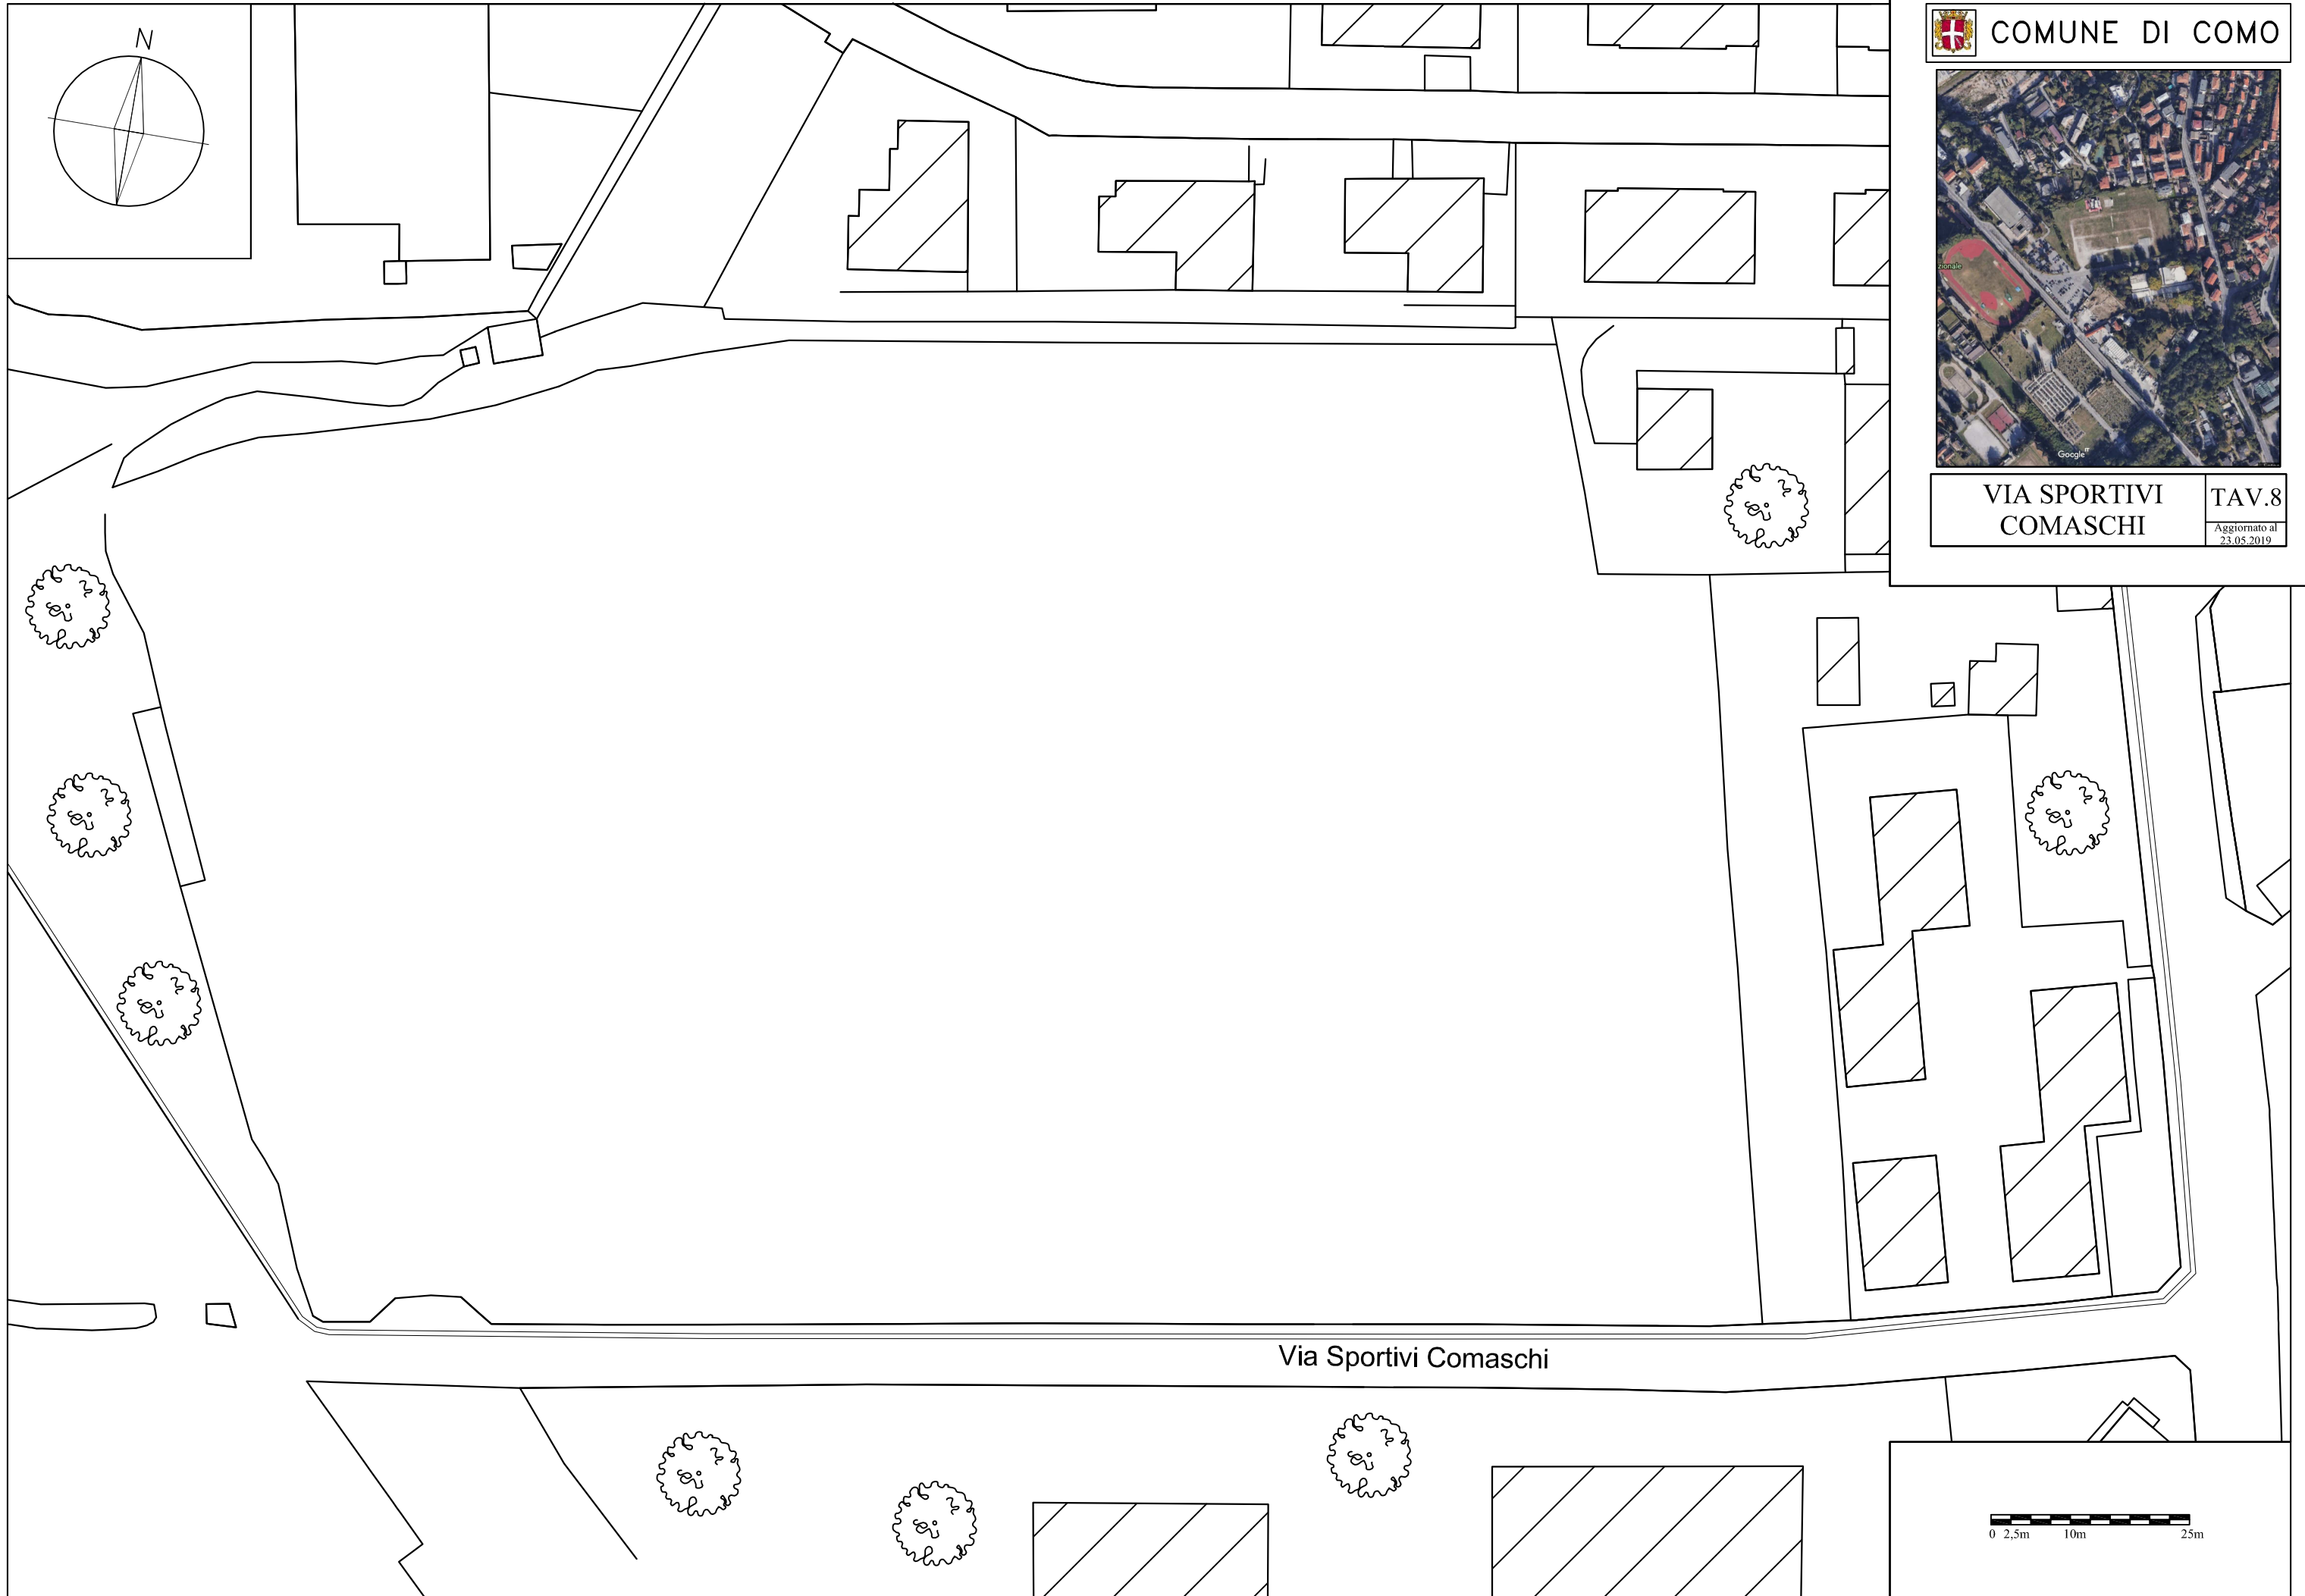 N
COMUNE DI COMO
zionale
Google
VIA SPORTIVI
COMASCHI
TAV.8
Aggiornato al
23.05.2019
Via Sportivi Comaschi
0 2,5m 10m 25m